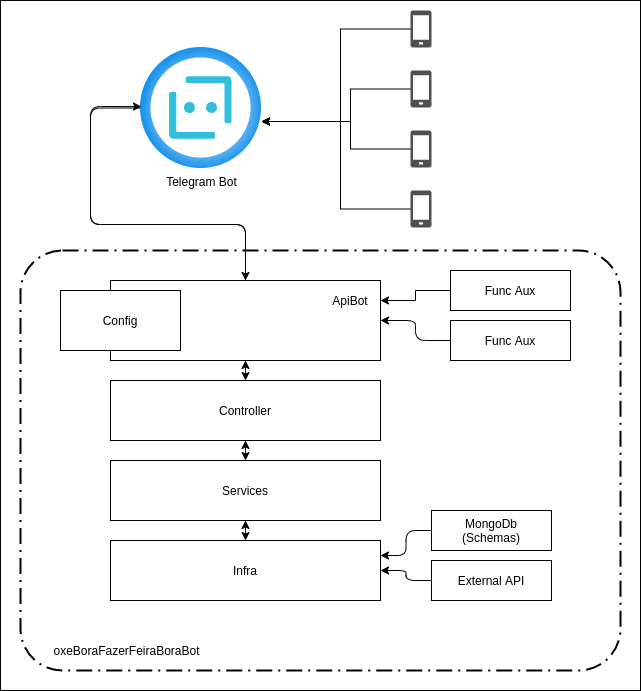 Telegram Bot
ApiBot
Config
Func Aux
Func Aux
Controller
Services
Infra
MongoDb
(Schemas)
External API
oxeBoraFazerFeiraBoraBot